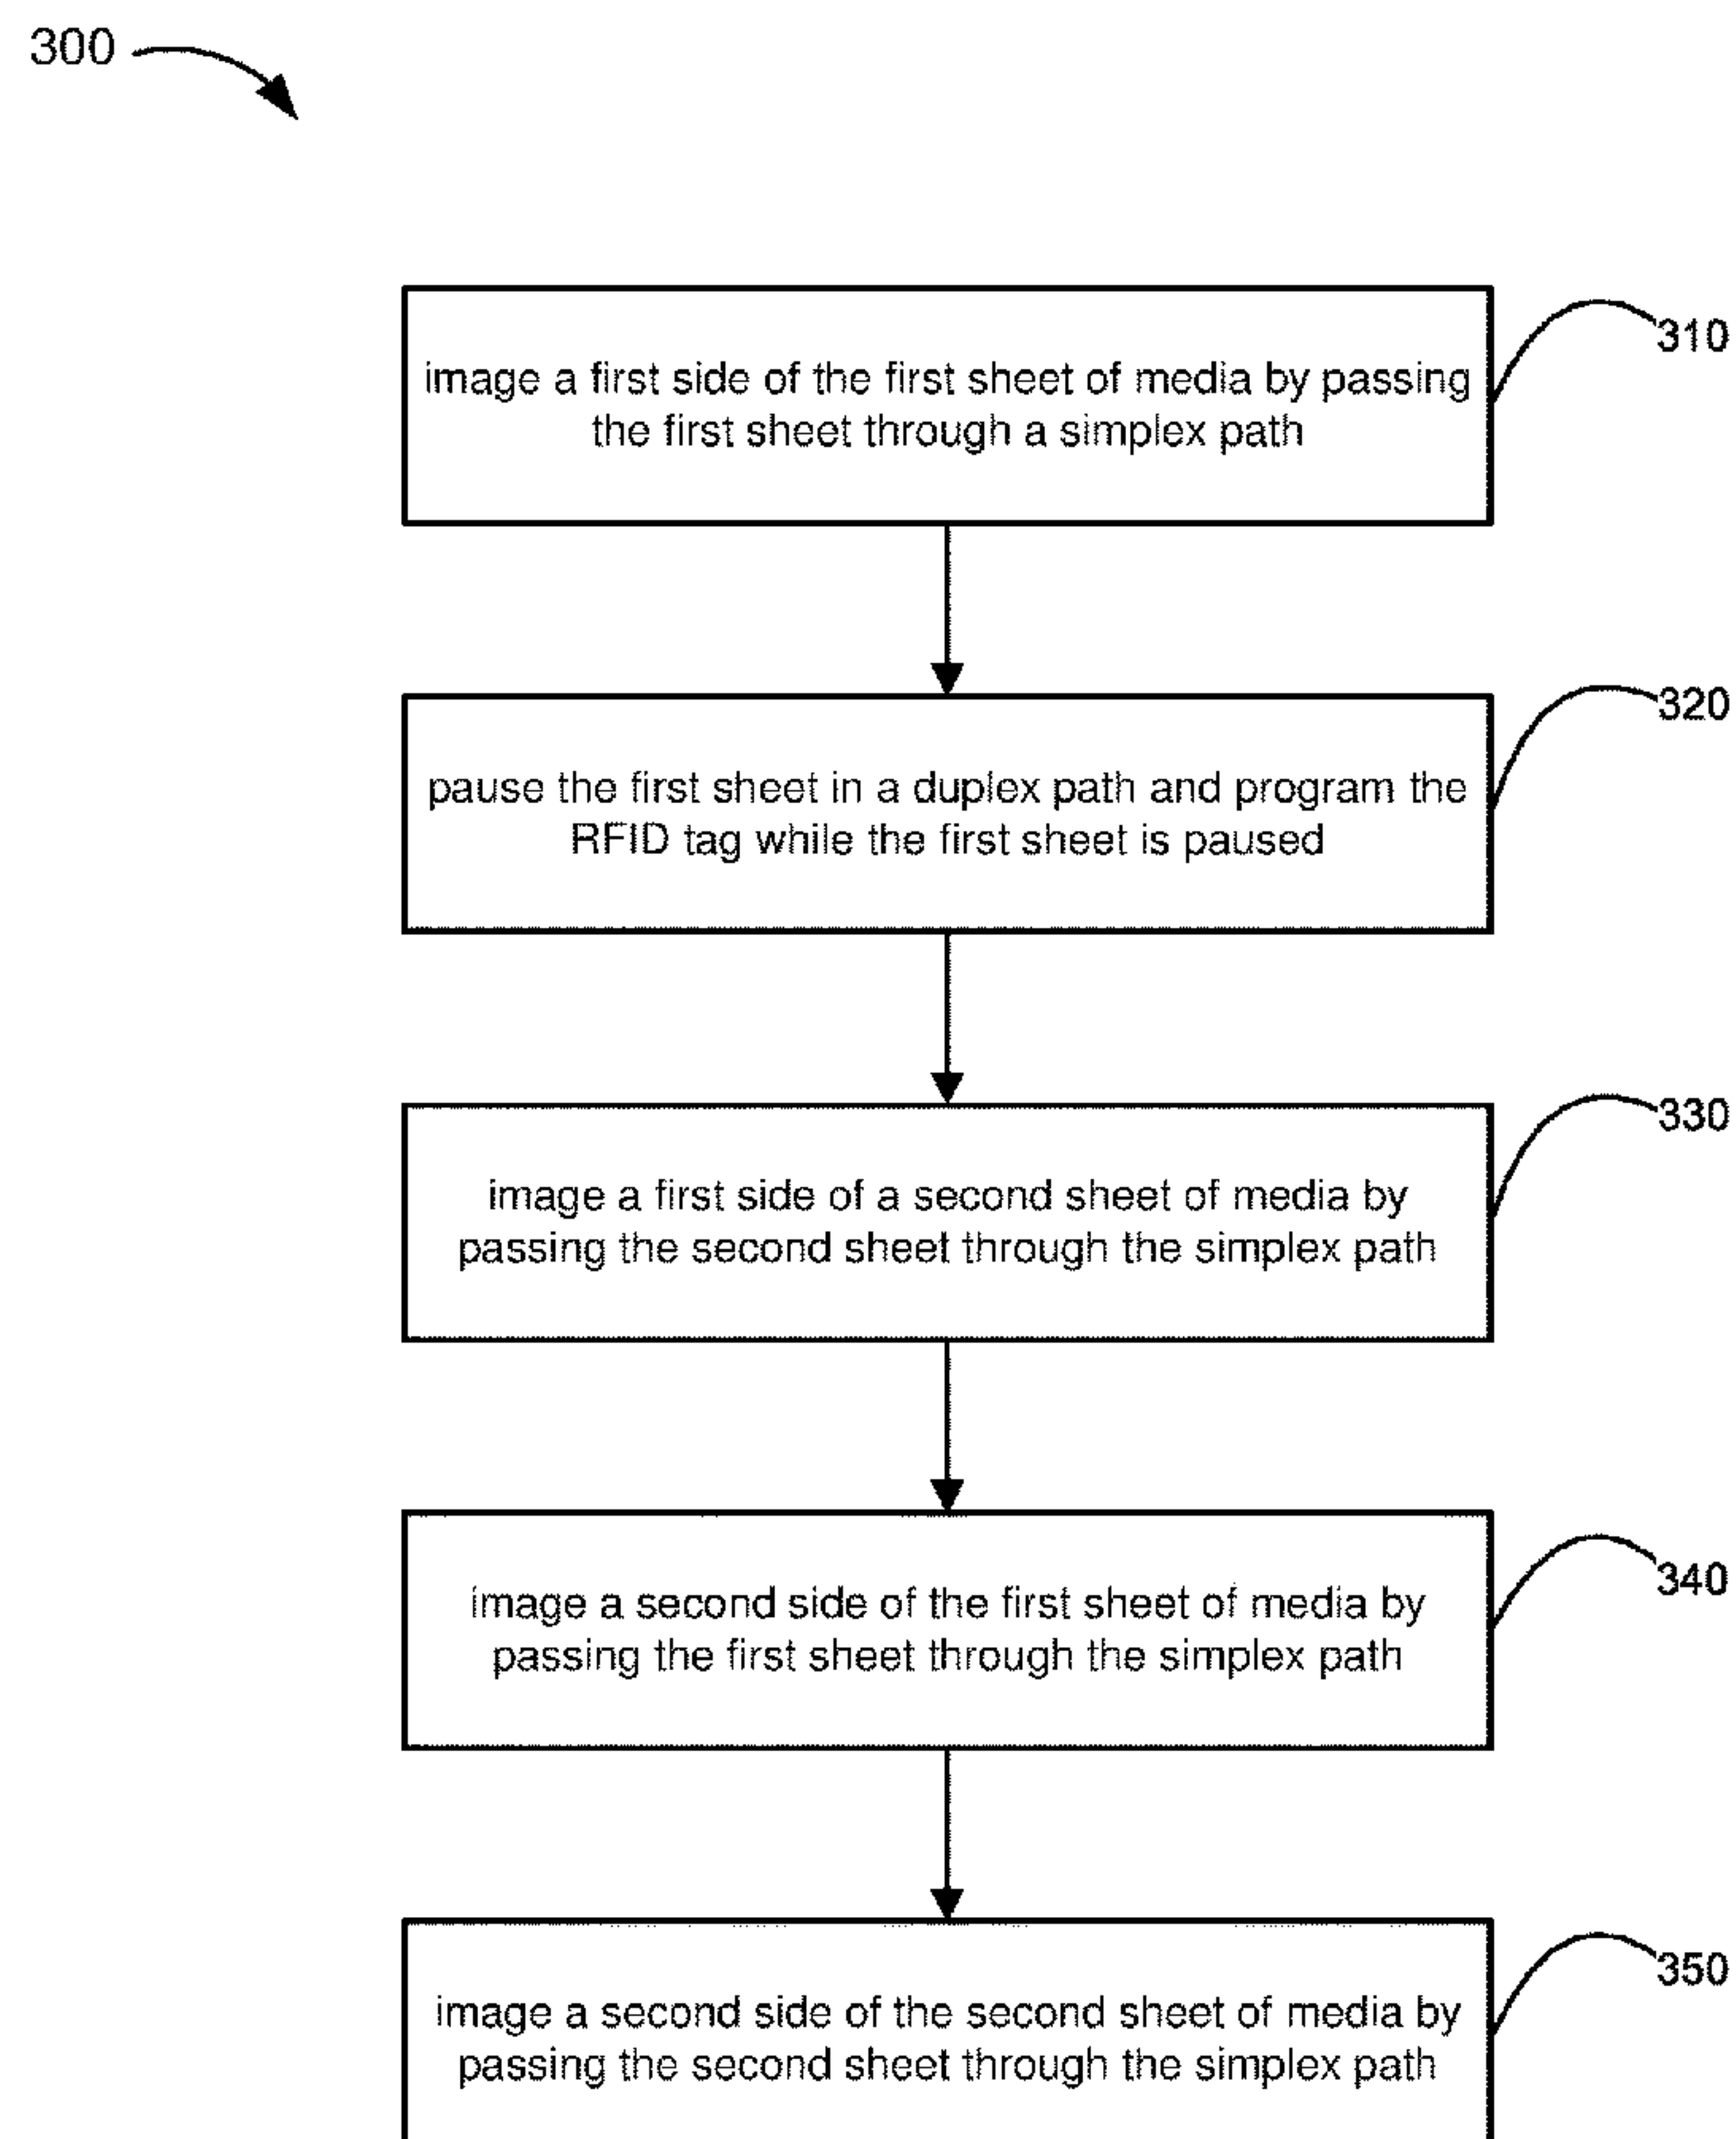 300
image a first side of the first sheet of media by passing
the first sheet through a simplex path
310
pause the first sheet in a duplex path and program the
RFID tag while the first sheet is paused
320
image a first side of a second sheet of media by
passing the second sheet through the simplex path
330
image a second side of the first sheet of media by
passing the first sheet through the simplex path
340
image a second side of the second sheet of media by
passing the second sheet through the simplex path
350